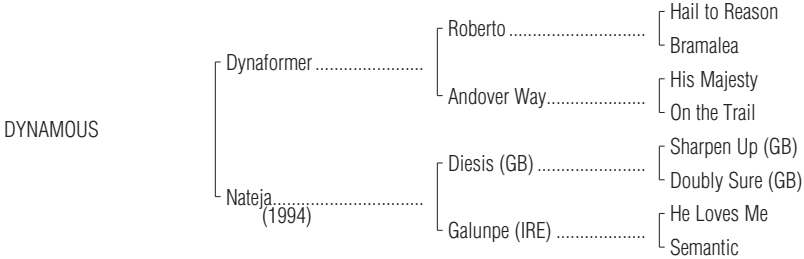 Hail to Reason
Roberto ............................
Bramalea
Dynaformer ......................
His Majesty
Andover Way.....................
On the Trail
DYNAMOUS
Sharpen Up (GB)
Diesis (GB) ......................
Doubly Sure (GB)
Nateja...............................
(1994)
He Loves Me
Galunpe (IRE) ...................
Semantic